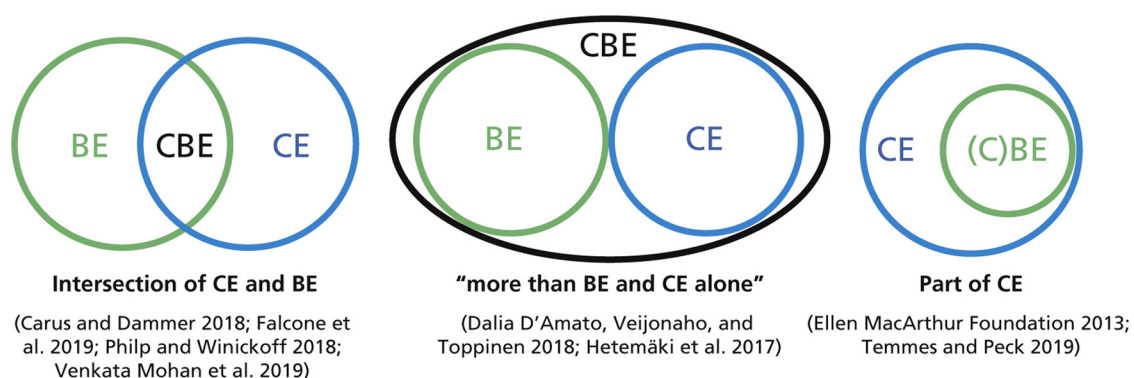 BE
CBE
CE
Intersection of CE and BE
(Carus and Dammer 2018; Falcone et
al. 2019; Philp and Winickoff 2018;
Venkata Mohan et al. 2019)
CBE
BE
CE
“more than BE and CE alone”
(Dalia D’Amato, Veijonaho, and
Toppinen 2018; Hetemäki et al. 2017)
CE
(C)BE
Part of CE
(Ellen MacArthur Foundation 2013;
Temmes and Peck 2019)